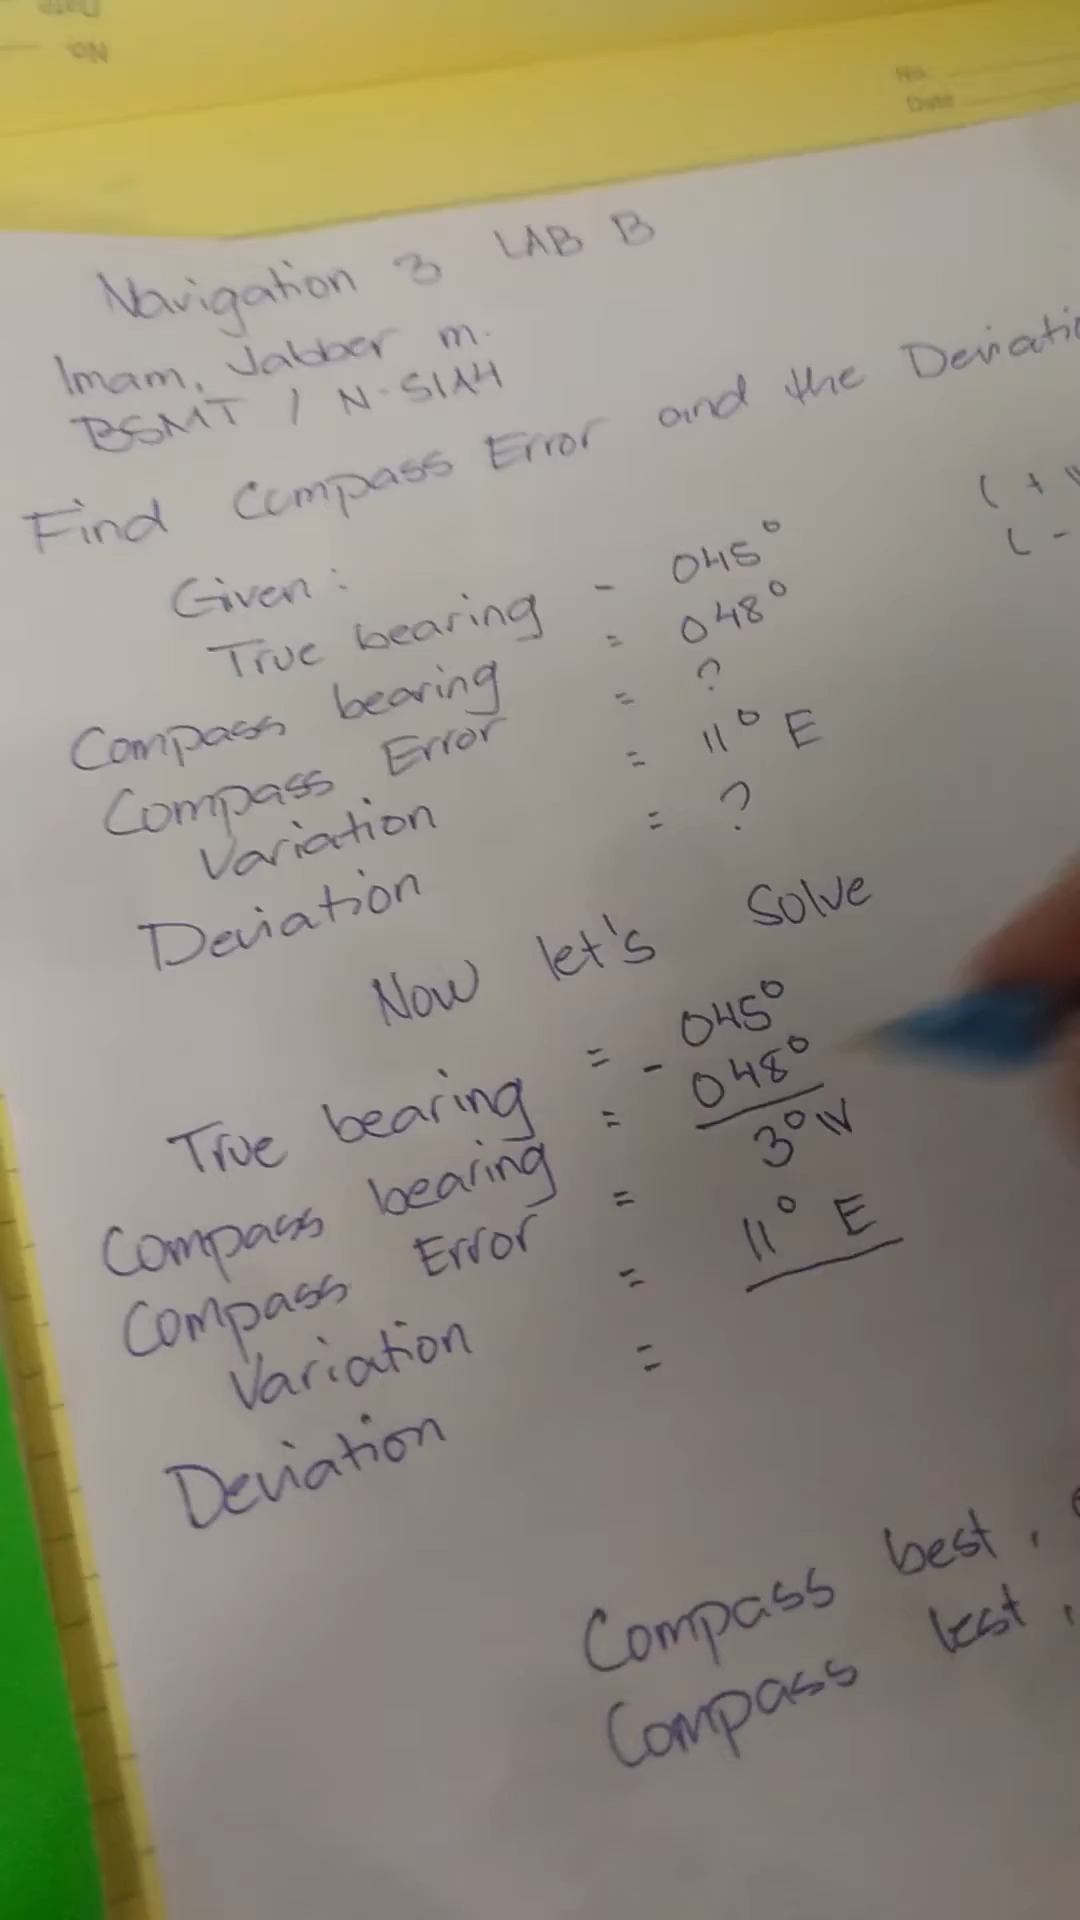 No.
Date
Navigation 3 LAB B
Imam, Jabber m.
BSMT / N-S1A4
Find Compass Error and the
Given:
True bearing - 045°
Compass bearing = 048°
Compass Error = ?
Variation = 11° E
Deviation = ?
Now let's solve
True bearing = - 045°
Compass bearing = 048°
Compass Error = 3° W
Variation = 11° E
Deviation =
Compass best,
Compass